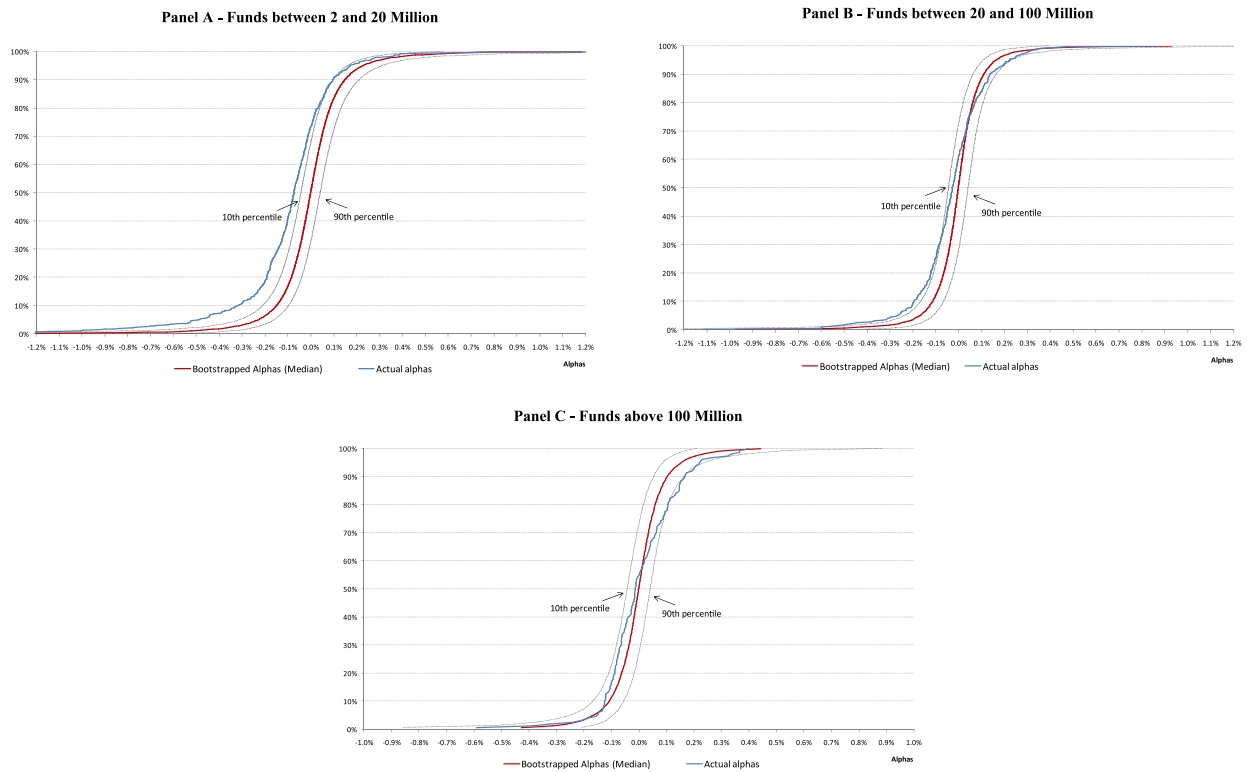 Panel A - Funds between 2 and 20 Million
100%
90%
80%
70%
60%
50%
40%
30%
20%
10%
0%
10th percentile
90th percentile
-1.2% -1.1% -1.0% -0.9% -0.8% -0.7% -0.6% -0.5% -0.4% -0.3% -0.2% -0.1% 0.0% 0.1% 0.2% 0.3% 0.4% 0.5% 0.6% 0.7% 0.8% 0.9% 1.0% 1.1% 1.2%
Alphas
Bootstrapped Alphas (Median) Actual alphas
Panel B - Funds between 20 and 100 Million
100%
90%
80%
70%
60%
50%
40%
30%
20%
10%
0%
10th percentile
90th percentile
-1.2% -1.1% -1.0% -0.9% -0.8% -0.7% -0.6% -0.5% -0.4% -0.3% -0.2% -0.1% 0.0% 0.1% 0.2% 0.3% 0.4% 0.5% 0.6% 0.7% 0.8% 0.9% 1.0% 1.1% 1.2%
Alphas
Bootstrapped Alphas (Median) Actual alphas
Panel C - Funds above 100 Million
100%
90%
80%
70%
60%
50%
40%
30%
20%
10%
0%
10th percentile
90th percentile
-1.0% -0.9% -0.8% -0.7% -0.6% -0.5% -0.4% -0.3% -0.2% -0.1% 0.0% 0.1% 0.2% 0.3% 0.4% 0.5% 0.6% 0.7% 0.8% 0.9% 1.0%
Alphas
Bootstrapped Alphas (Median) Actual alphas